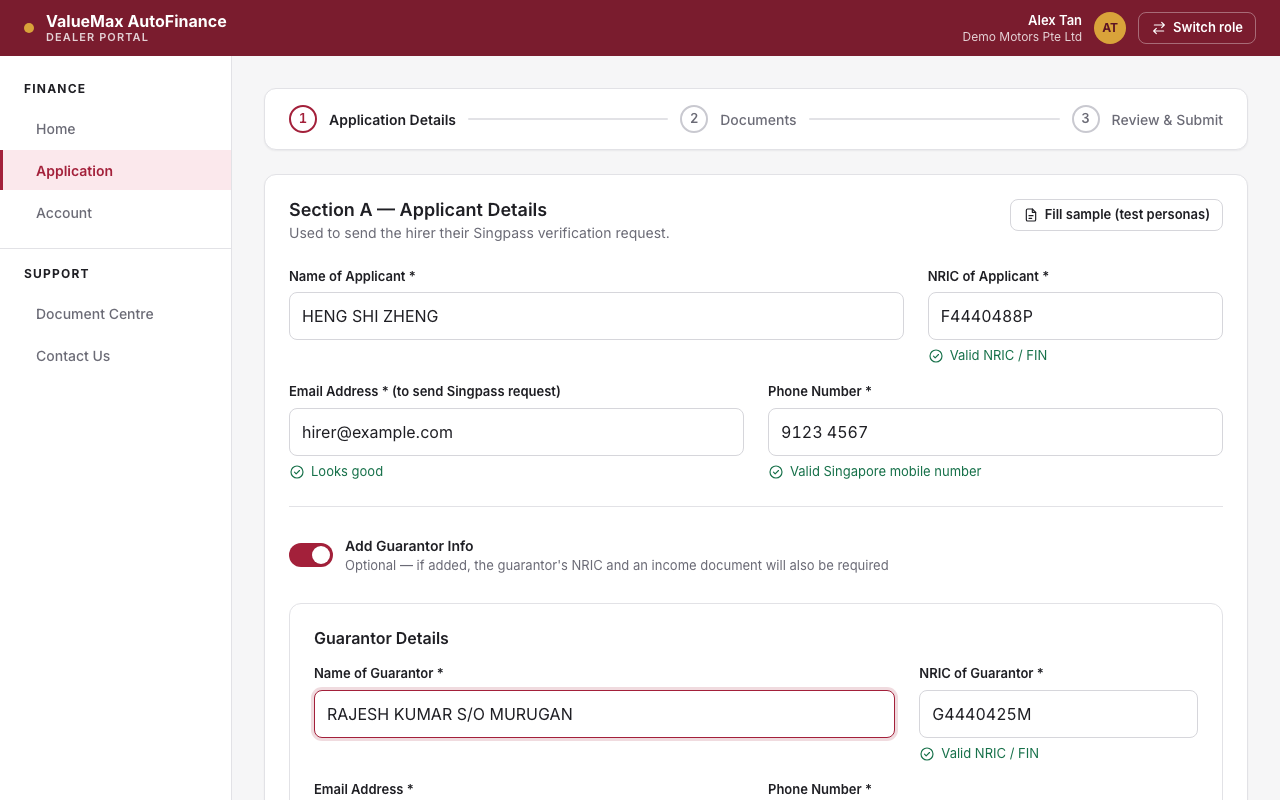 ValueMax AutoFinance
DEALER PORTAL
Alex Tan
Demo Motors Pte Ltd
AT
Switch role
FINANCE
Home
Application
Account
SUPPORT
Document Centre
Contact Us
1 Application Details
2 Documents
3 Review & Submit
Section A — Applicant Details
Used to send the hirer their Singpass verification request.
Fill sample (test personas)
Name of Applicant *
HENG SHI ZHENG
NRIC of Applicant *
F4440488P
Valid NRIC / FIN
Email Address * (to send Singpass request)
hirer@example.com
Looks good
Phone Number *
9123 4567
Valid Singapore mobile number
Add Guarantor Info
Optional — if added, the guarantor's NRIC and an income document will also be required
Guarantor Details
Name of Guarantor *
RAJESH KUMAR S/O MURUGAN
NRIC of Guarantor *
G4440425M
Valid NRIC / FIN
Email Address *
Phone Number *